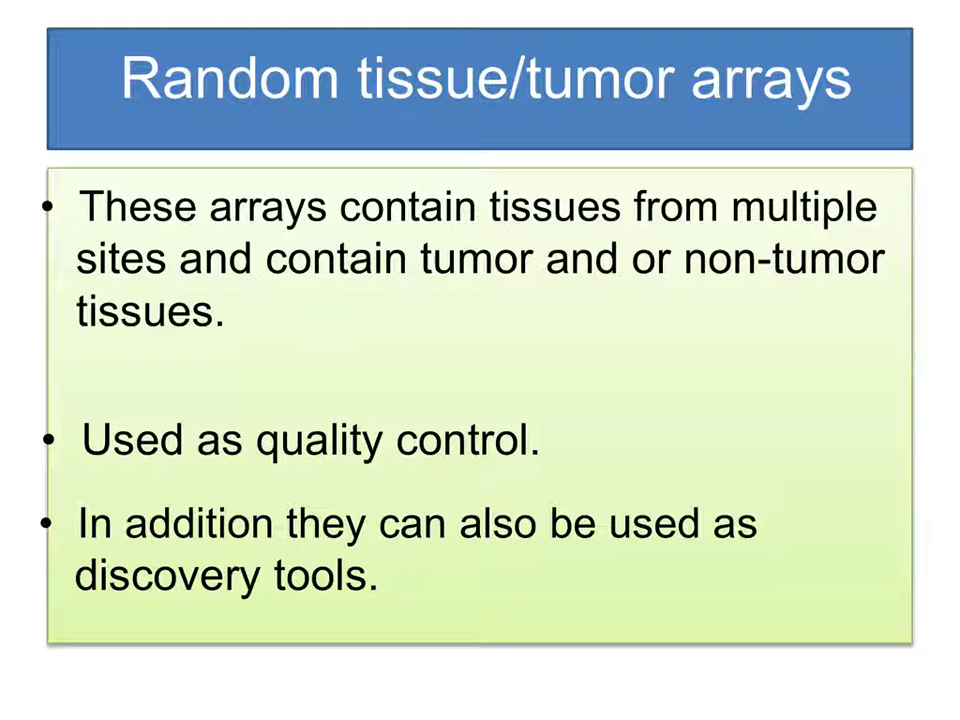 Random tissue/tumor arrays
• These arrays contain tissues from multiple
sites and contain tumor and or non-tumor
tissues.
• Used as quality control.
• In addition they can also be used as
discovery tools.